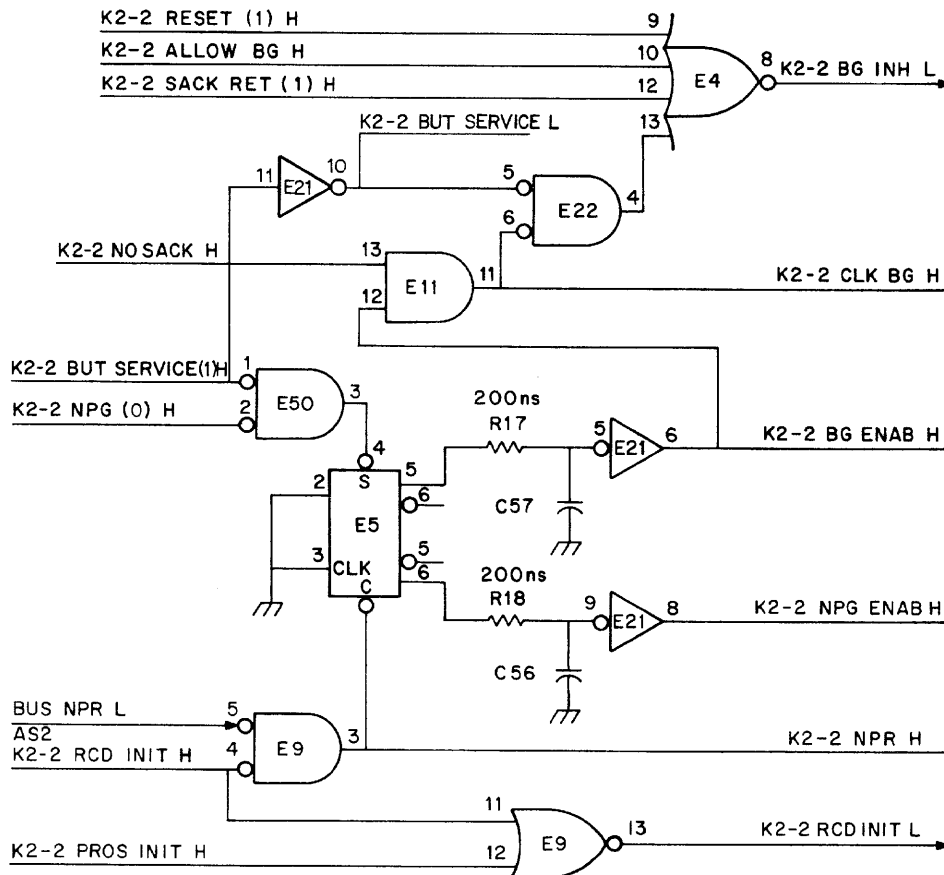 K2-2 RESET (1) H
9
K2-2 ALLOW BG H
10
8
K2-2 BG INH L
E4
K2-2 SACK RET (1) H
12
K2-2 BUT SERVICE L
13
11
E21
10
5
E22
4
6
K2-2 NO SACK H
13
E11
11
K2-2 CLK BG H
12
K2-2 BUT SERVICE(1)H
1
E50
3
K2-2 NPG (0) H
2
200ns
R17
4
5
E21
6
K2-2 BG ENAB H
2
S
5
6
E5
C57
3
CLK
5
6
C
200ns
R18
9
E21
8
K2-2 NPG ENAB H
C56
BUS NPR L
5
AS2
E9
3
K2-2 NPR H
K2-2 RCD INIT H
4
11
E9
13
K2-2 RCD INIT L
K2-2 PROS INIT H
12